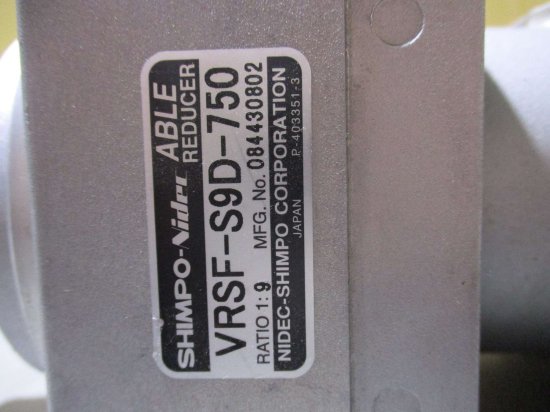 SHIMPO-Nidec ABLE REDUCER
VRSF-S9D-750
RATIO 1: 9 MFG. No. 084430802
NIDEC-SHIMPO CORPORATION
JAPAN P-403351-3